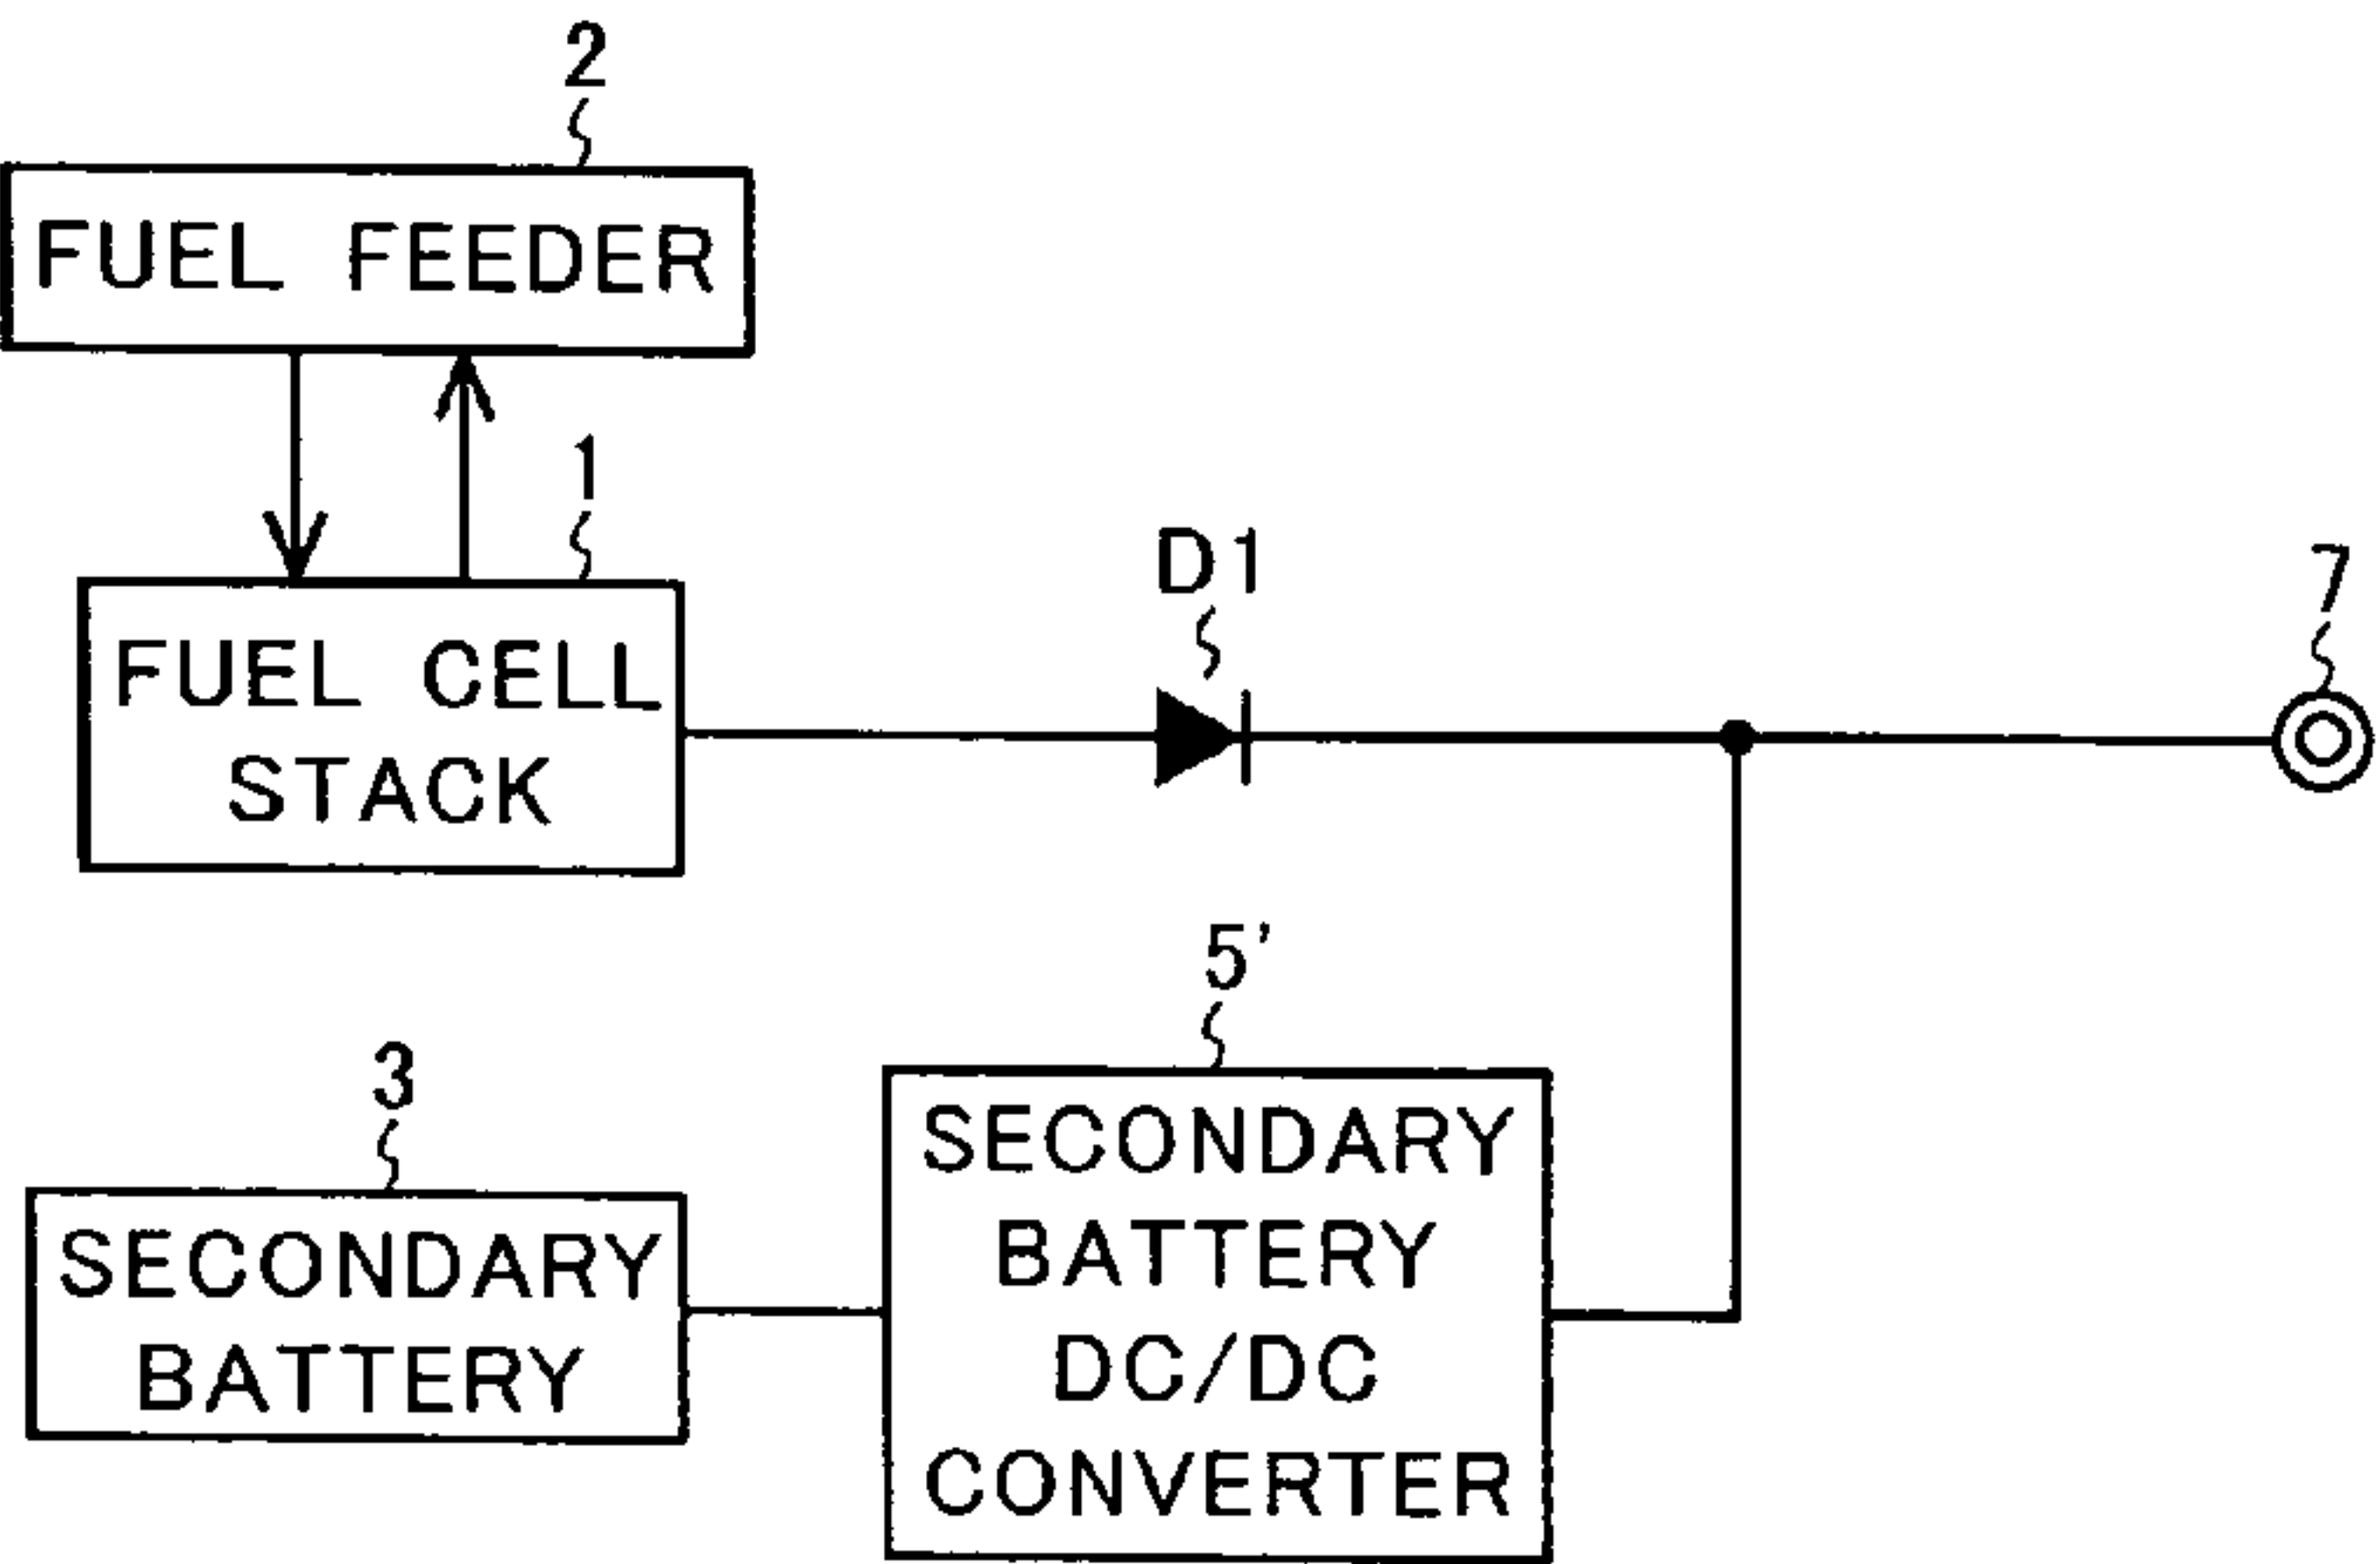 2
FUEL FEEDER
1
FUEL CELL
STACK
D1
7
5'
SECONDARY
BATTERY
DC/DC
CONVERTER
3
SECONDARY
BATTERY